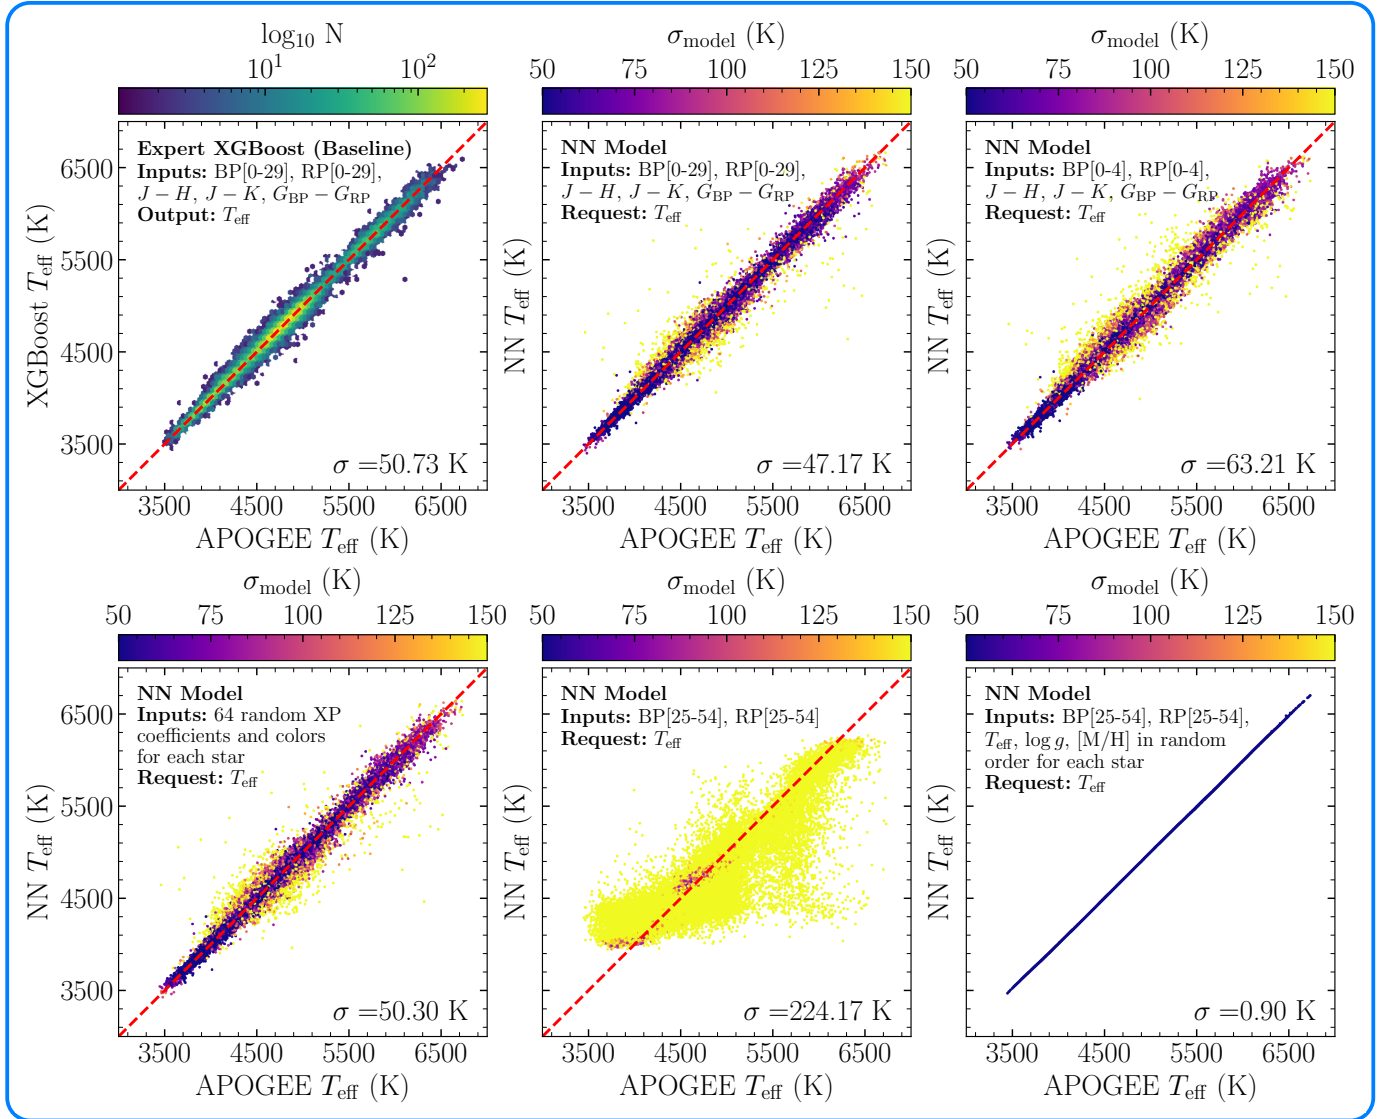 log₁₀ N
10¹ 10²
Expert XGBoost (Baseline)
Inputs: BP[0-29], RP[0-29],
J − H, J − K, G_BP − G_RP
Output: T_eff
XGBoost T_eff (K)
6500
5500
4500
3500
σ =50.73 K
3500 4500 5500 6500
APOGEE T_eff (K)
σ_model (K)
50 75 100 125 150
NN Model
Inputs: BP[0-29], RP[0-29],
J − H, J − K, G_BP − G_RP
Request: T_eff
NN T_eff (K)
σ =47.17 K
3500 4500 5500 6500
APOGEE T_eff (K)
σ_model (K)
50 75 100 125 150
NN Model
Inputs: BP[0-4], RP[0-4],
J − H, J − K, G_BP − G_RP
Request: T_eff
NN T_eff (K)
σ =63.21 K
3500 4500 5500 6500
APOGEE T_eff (K)
σ_model (K)
50 75 100 125 150
NN Model
Inputs: 64 random XP
coefficients and colors
for each star
Request: T_eff
NN T_eff (K)
6500
5500
4500
3500
σ =50.30 K
3500 4500 5500 6500
APOGEE T_eff (K)
σ_model (K)
50 75 100 125 150
NN Model
Inputs: BP[25-54], RP[25-54]
Request: T_eff
NN T_eff (K)
σ =224.17 K
3500 4500 5500 6500
APOGEE T_eff (K)
σ_model (K)
50 75 100 125 150
NN Model
Inputs: BP[25-54], RP[25-54],
T_eff, log g, [M/H] in random
order for each star
Request: T_eff
NN T_eff (K)
σ =0.90 K
3500 4500 5500 6500
APOGEE T_eff (K)